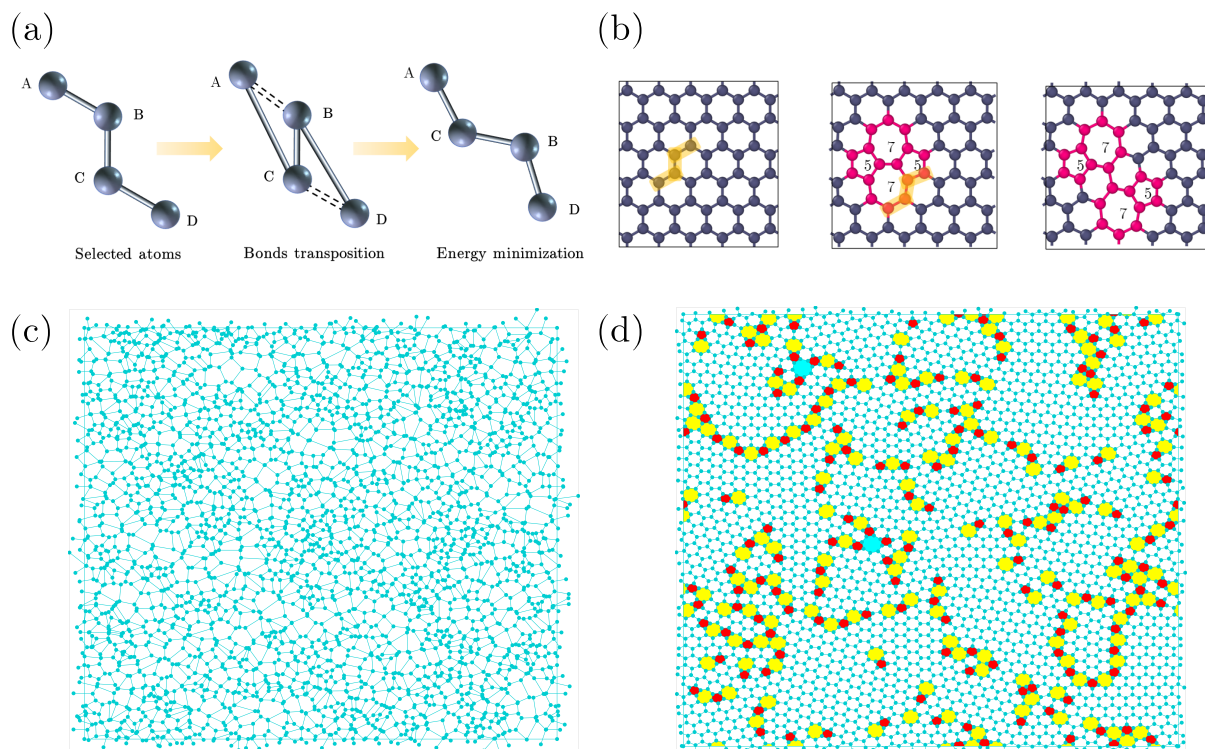 (a)
(b)
A
B
C
D
A
B
C
D
A
C
B
D
Selected atoms
Bonds transposition
Energy minimization
7
5
5
7
7
5
5
7
(c)
(d)